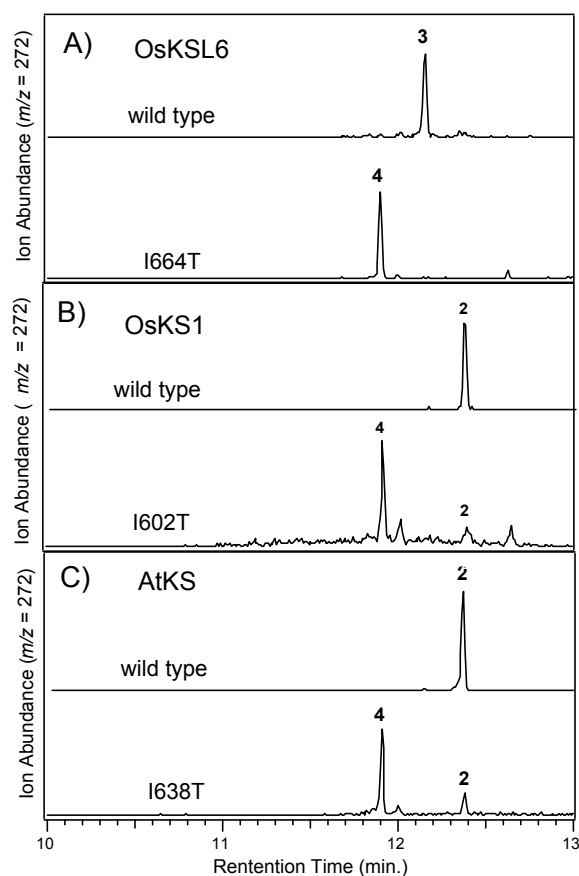 A) OsKSL6
3
wild type
4
I664T
Ion Abundance (m/z = 272)
B) OsKS1
2
wild type
4
2
I602T
Ion Abundance ( m/z = 272)
C) AtKS
2
wild type
4
2
I638T
Ion Abundance (m/z = 272)
10 11 12 13
Rentention Time (min.)